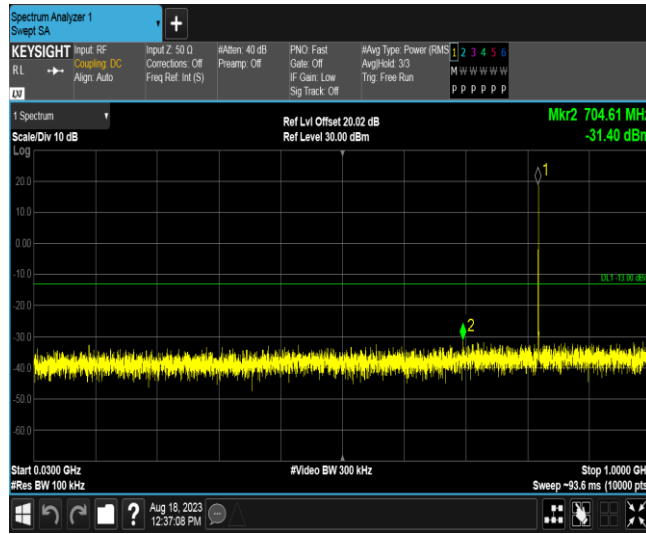 Spectrum Analyzer 1
Swept SA
+
KEYSIGHT
RL
LXI
Input: RF
Coupling: DC
Align: Auto
Input Z: 50 Ω
Corrections: Off
Freq Ref: Int (S)
#Atten: 40 dB
Preamp: Off
PNO: Fast
Gate: Off
IF Gain: Low
Sig Track: Off
#Avg Type: Power (RMS
Avg|Hold: 3/3
Trig: Free Run
1 2 3 4 5 6
M W W W W W
P P P P P P
1 Spectrum
Scale/Div 10 dB
Log
Ref Lvl Offset 20.02 dB
Ref Level 30.00 dBm
Mkr2 704.61 MHz
-31.40 dBm
20.0
10.0
0.00
-10.0
-20.0
-30.0
-40.0
-50.0
-60.0
1
DL1 -13.00 dBm
2
Start 0.0300 GHz
#Res BW 100 kHz
#Video BW 300 kHz
Stop 1.0000 GH
Sweep ~93.6 ms (10000 pts
?
Aug 18, 2023
12:37:08 PM